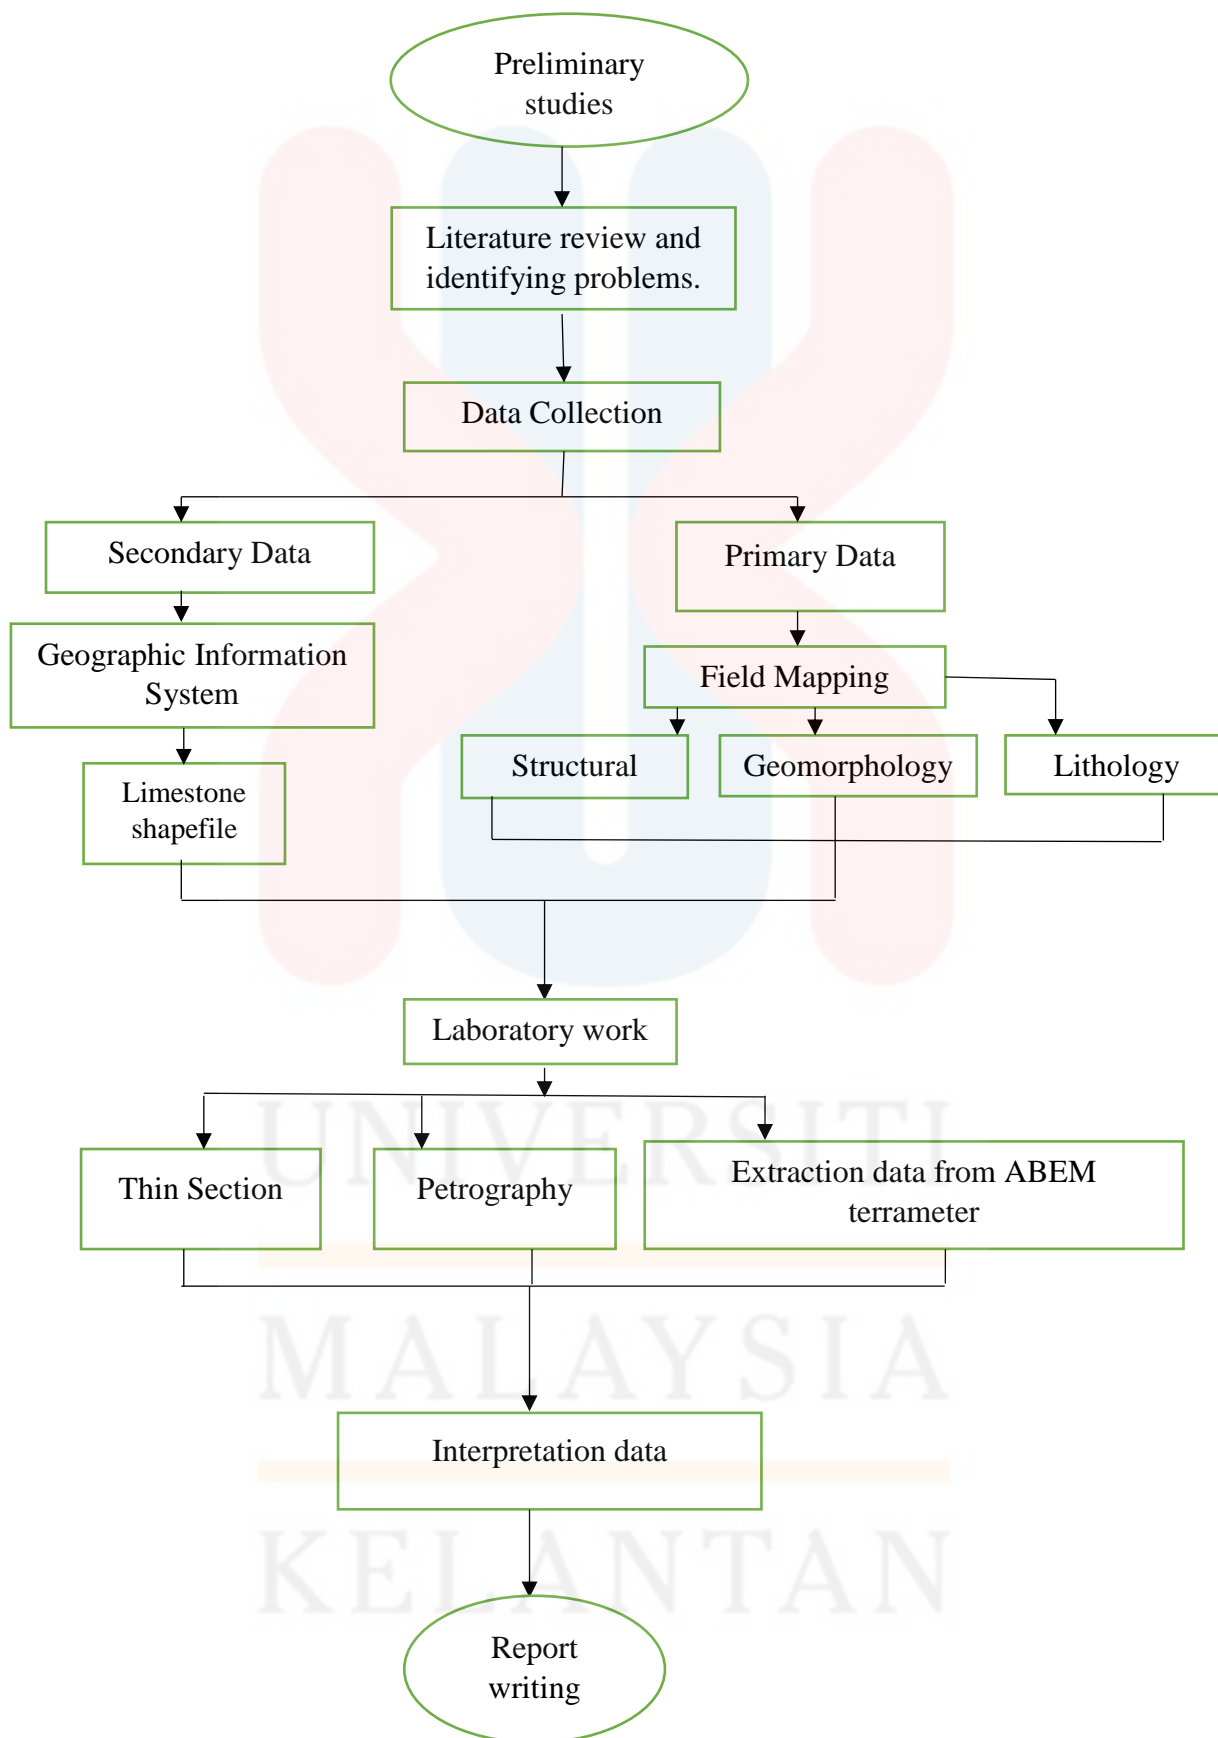 Preliminary
studies
Literature review and
identifying problems.
Data Collection
Secondary Data
Primary Data
Geographic Information
System
Field Mapping
Structural
Geomorphology
Lithology
Limestone
shapefile
Laboratory work
Thin Section
Petrography
Extraction data from ABEM
terrameter
Interpretation data
Report
writing
UNIVERSITI
MALAYSIA
KELANTAN